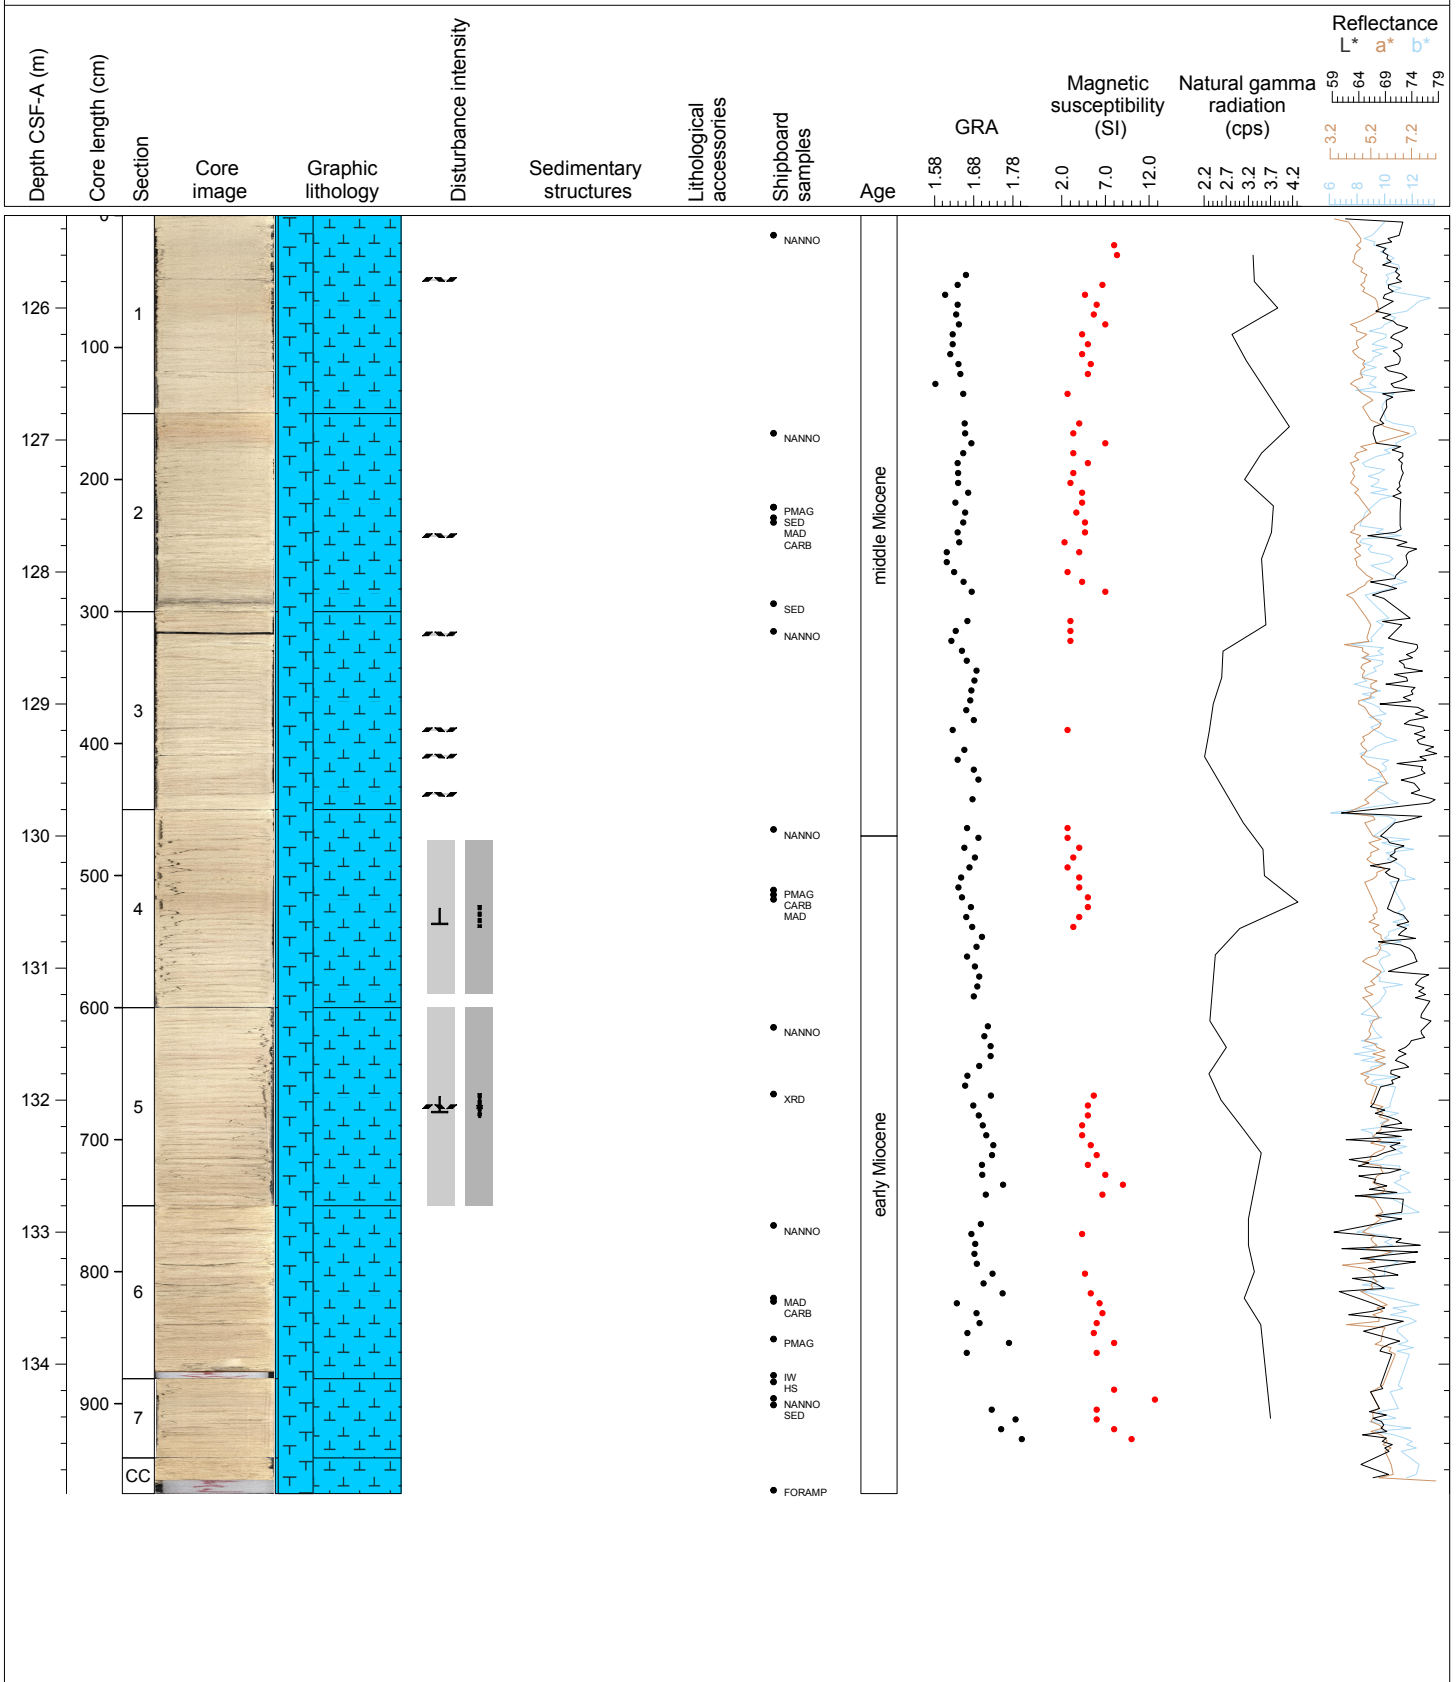 Depth CSF-A (m)
Core length (cm)
Section
Core
image
Graphic
lithology
Disturbance intensity
Sedimentary
structures
Lithological
accessories
Shipboard
samples
Age
GRA
1.58
1.68
1.78
Magnetic
susceptibility
(SI)
2.0
7.0
12.0
Natural gamma
radiation
(cps)
2.2
2.7
3.2
3.7
4.2
Reflectance
L* a* b*
59
64
69
74
79
3.2
5.2
7.2
6
8
10
12
0
NANNO
126
1
100
127
NANNO
200
middle Miocene
2
PMAG
SED
MAD
CARB
128
300
SED
NANNO
129
3
400
130
NANNO
500
PMAG
CARB
MAD
4
131
600
NANNO
132
XRD
5
700
early Miocene
133
NANNO
800
6
MAD
CARB
134
PMAG
IW
HS
900
NANNO
SED
7
CC
FORAMP